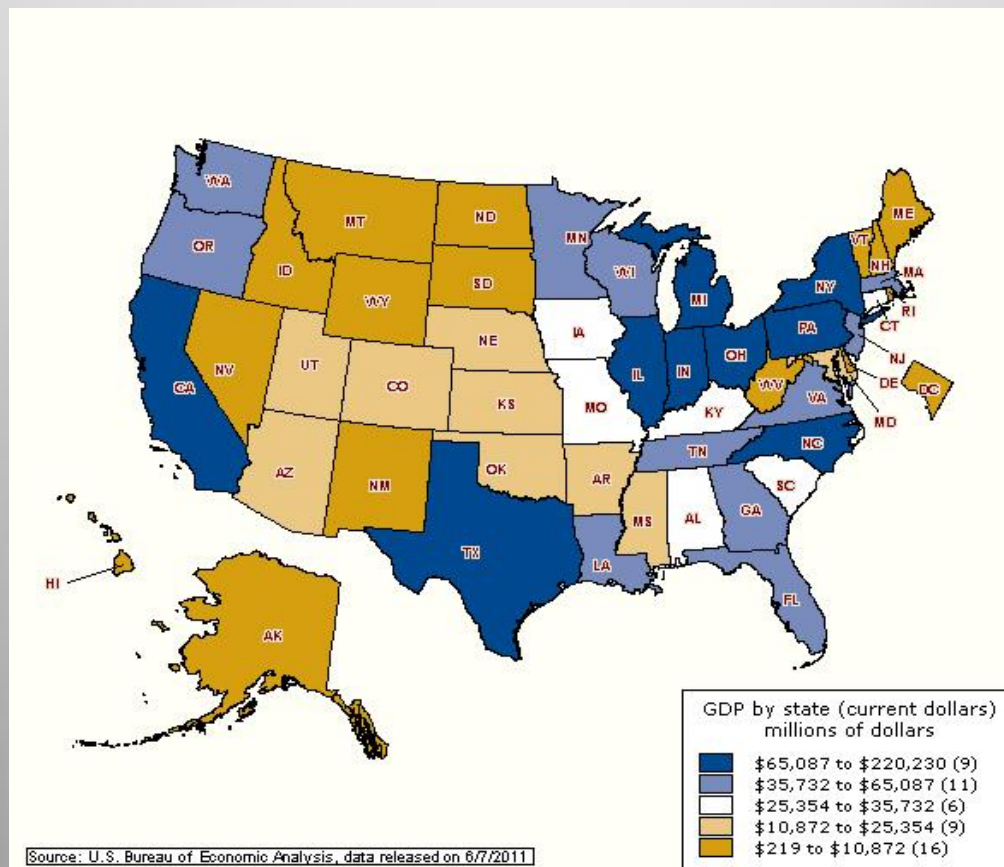 WA
MT
ND
ME
OR
MN
VT
ID
NH
WI
MA
SD
WY
MI
NY
RI
IA
CT
PA
NE
NV
OH
NJ
UT
IL
IN
CA
CO
WV
DE
DC
VA
KS
MO
KY
MD
NC
TN
OK
AZ
AR
NM
SC
MS
AL
GA
TX
LA
HI
FL
AK
GDP by state (current dollars)
millions of dollars
$65,087 to $220,230 (9)
$35,732 to $65,087 (11)
$25,354 to $35,732 (6)
$10,872 to $25,354 (9)
$219 to $10,872 (16)
Source: U.S. Bureau of Economic Analysis, data released on 6/7/2011